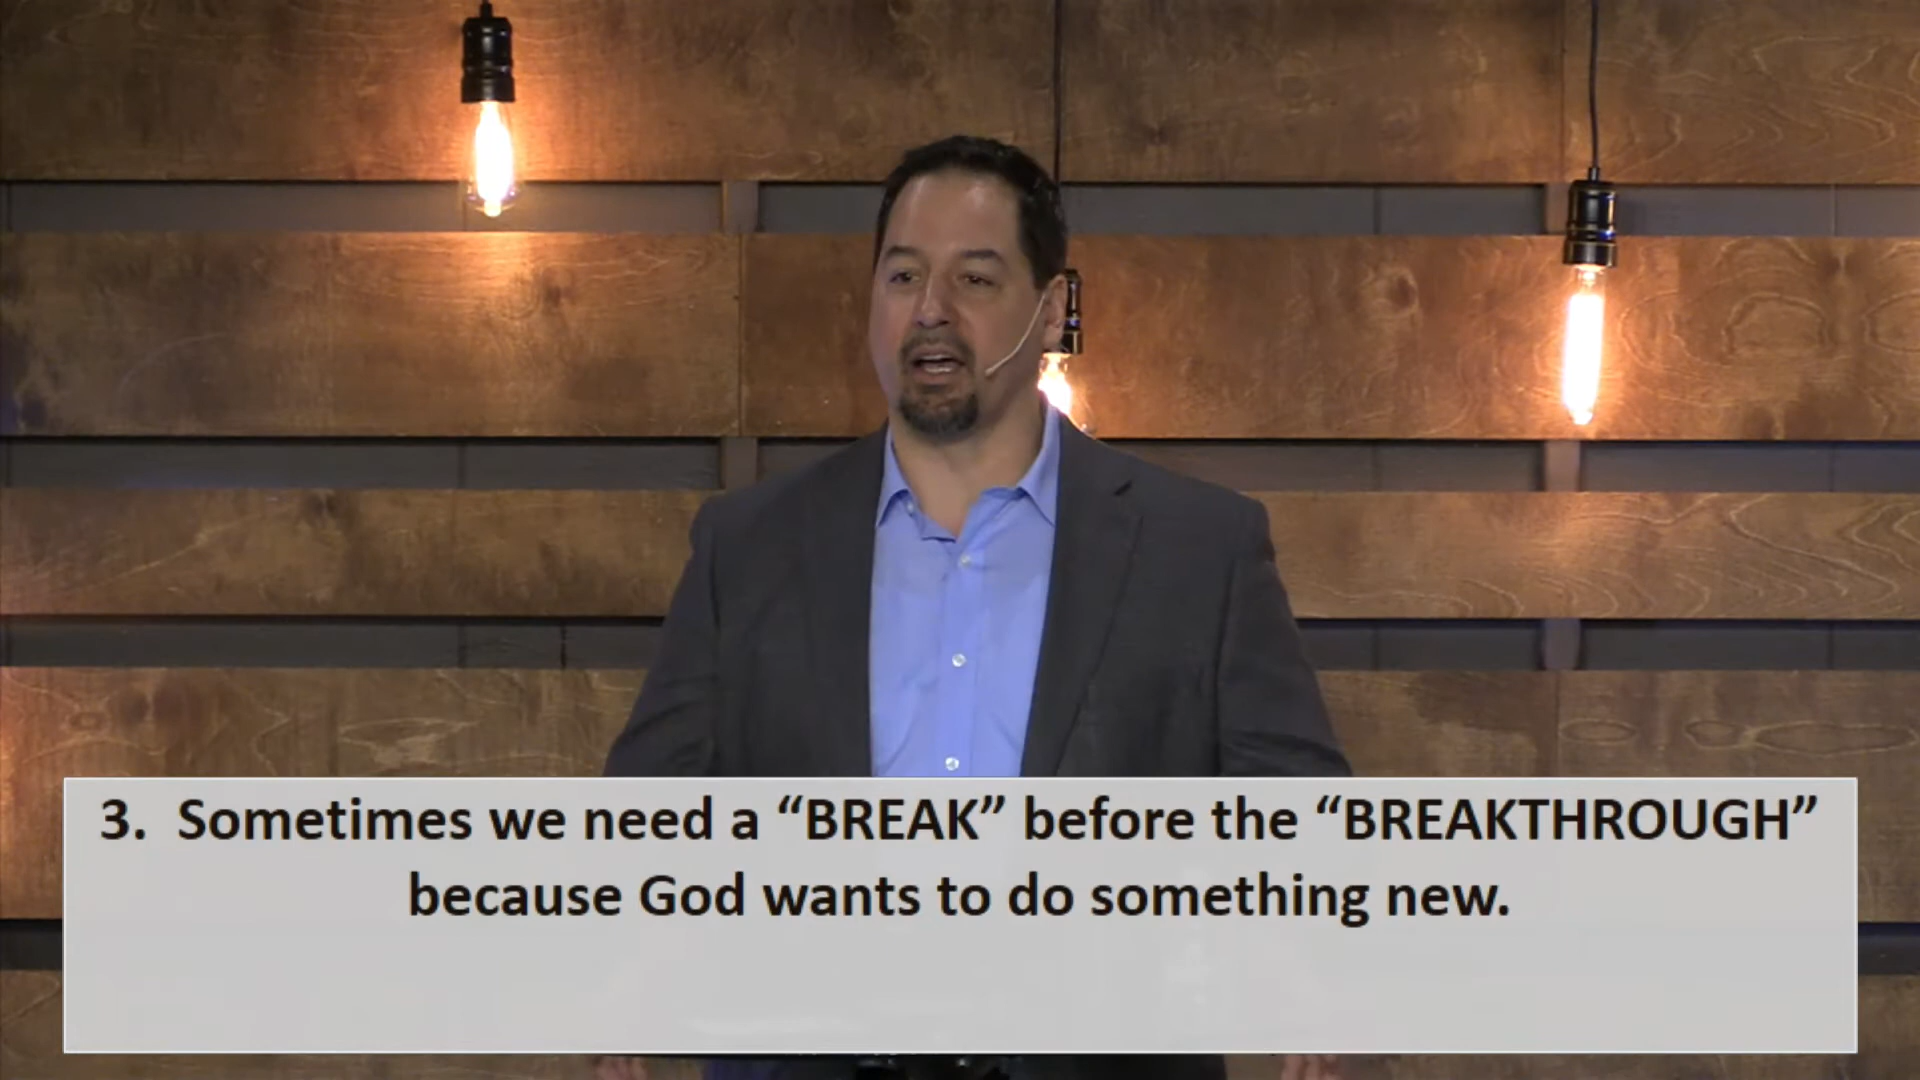 3.  Sometimes we need a “BREAK” before the “BREAKTHROUGH”
because God wants to do something new.